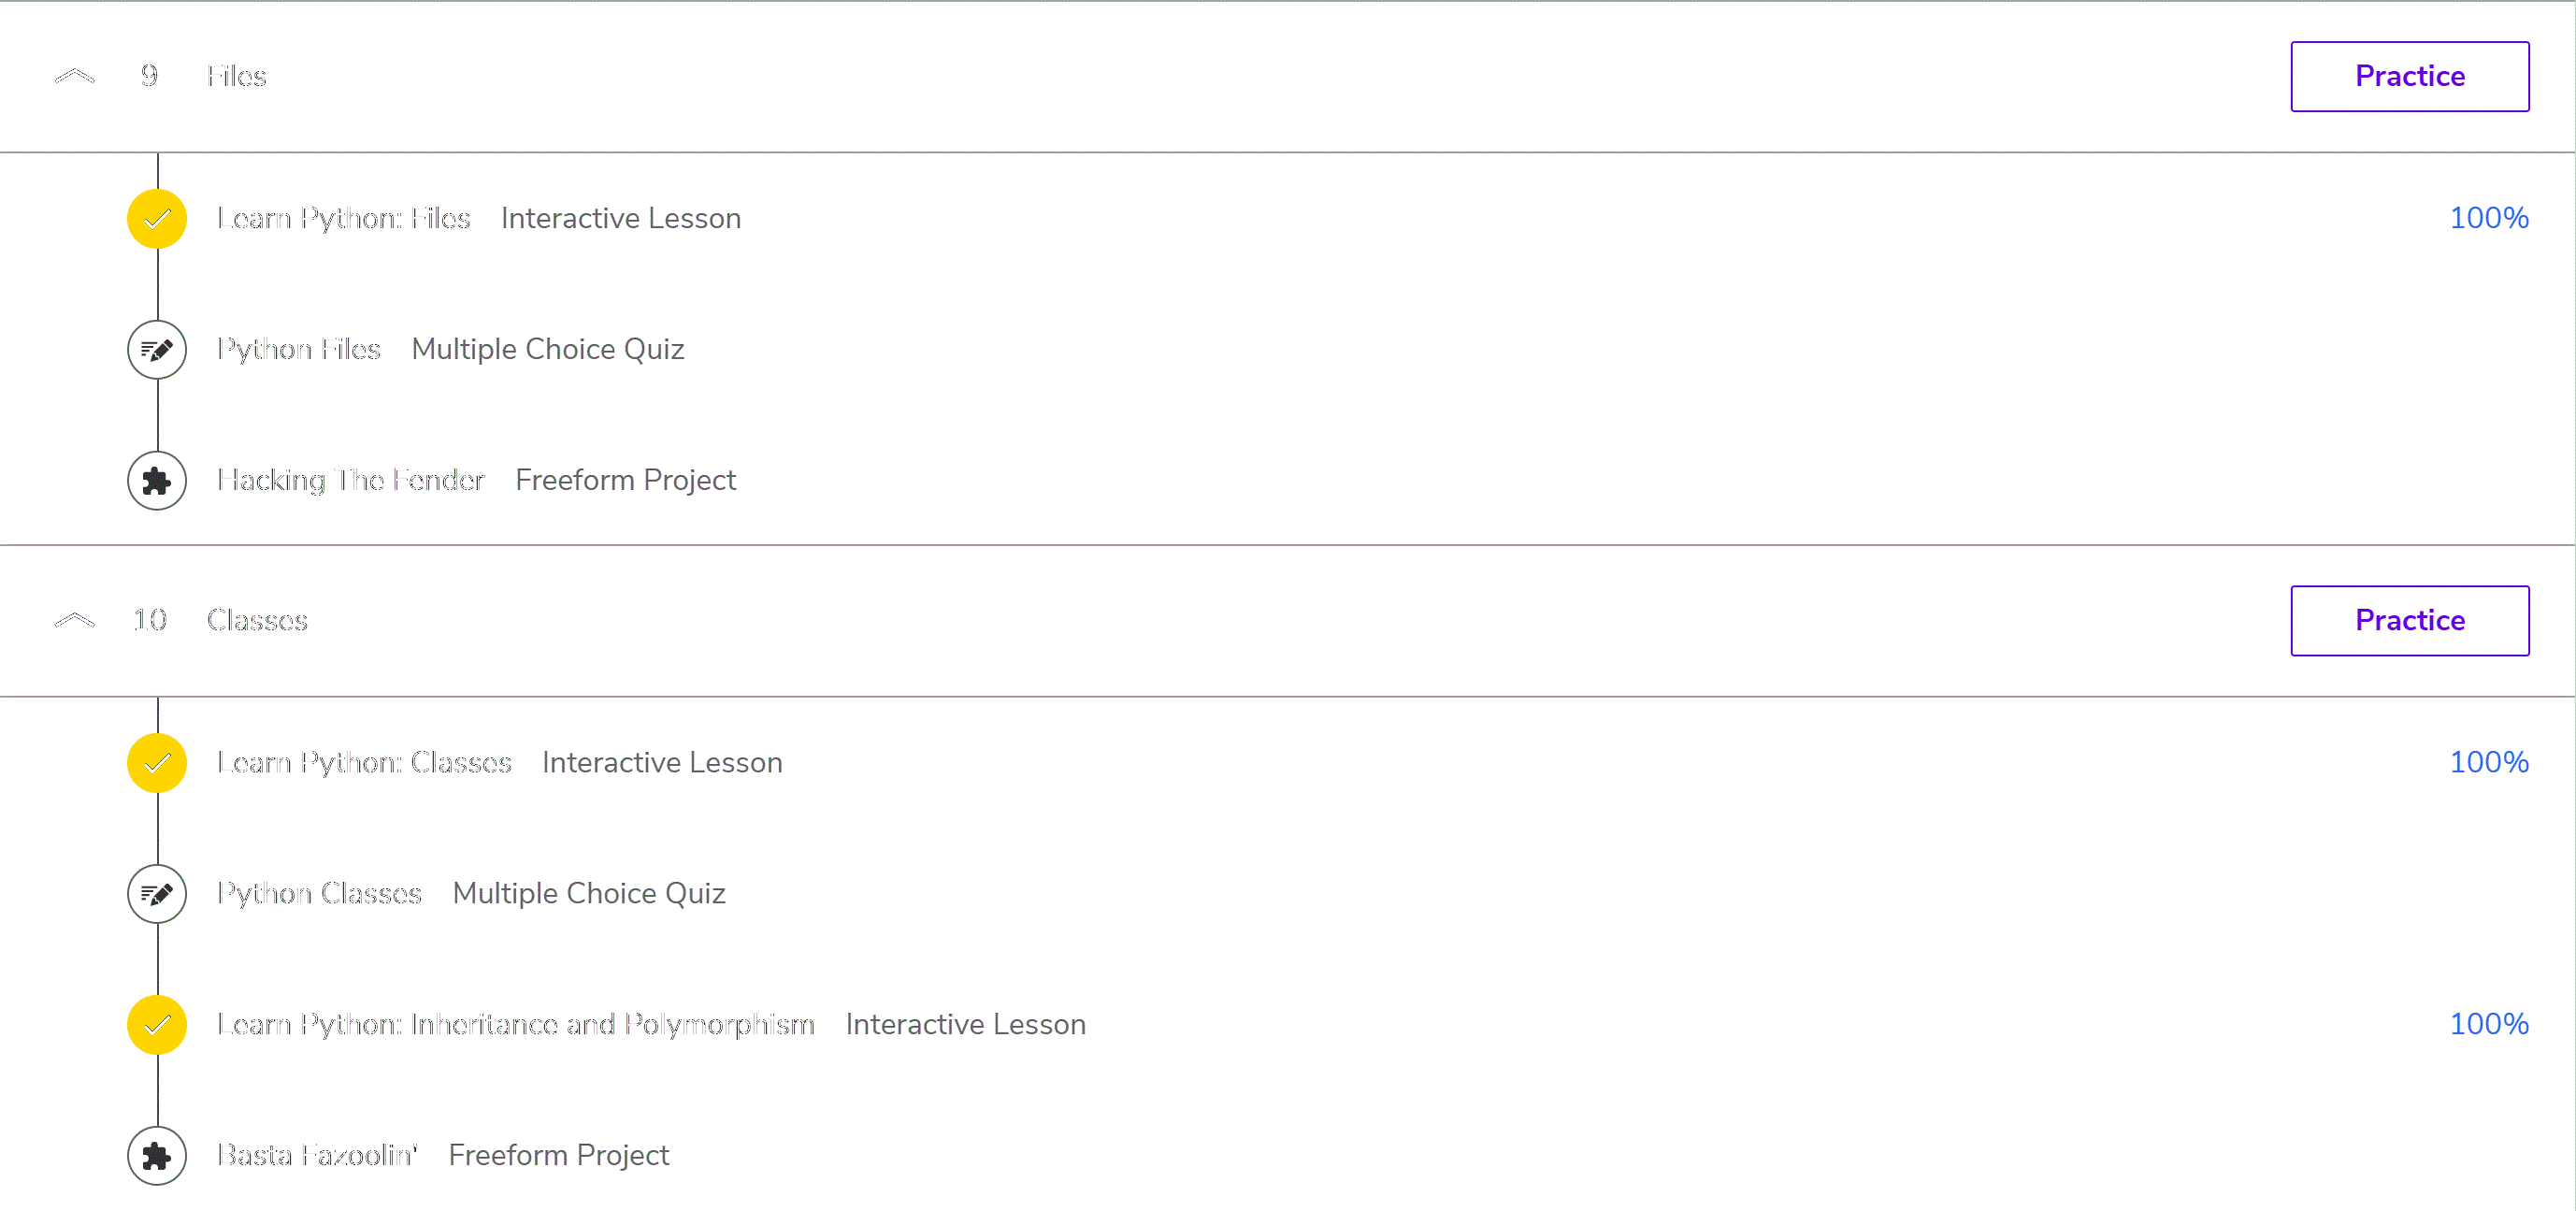 9 Files Practice
Learn Python: Files Interactive Lesson 100%
Python Files Multiple Choice Quiz
Hacking The Fender Freeform Project
10 Classes Practice
Learn Python: Classes Interactive Lesson 100%
Python Classes Multiple Choice Quiz
Learn Python: Inheritance and Polymorphism Interactive Lesson 100%
Basta Fazoolin' Freeform Project